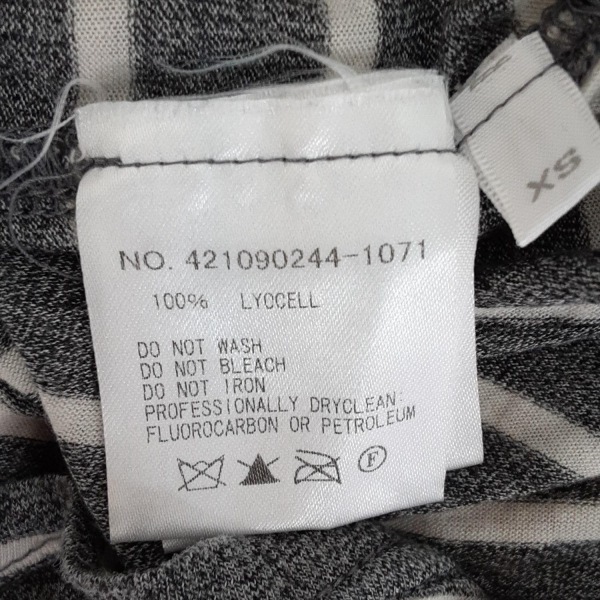 XS
NO. 421090244-1071
100% LYOCELL
DO NOT WASH
DO NOT BLEACH
DO NOT IRON
PROFESSIONALLY DRYCLEAN:
FLUOROCARBON OR PETROLEUM
F